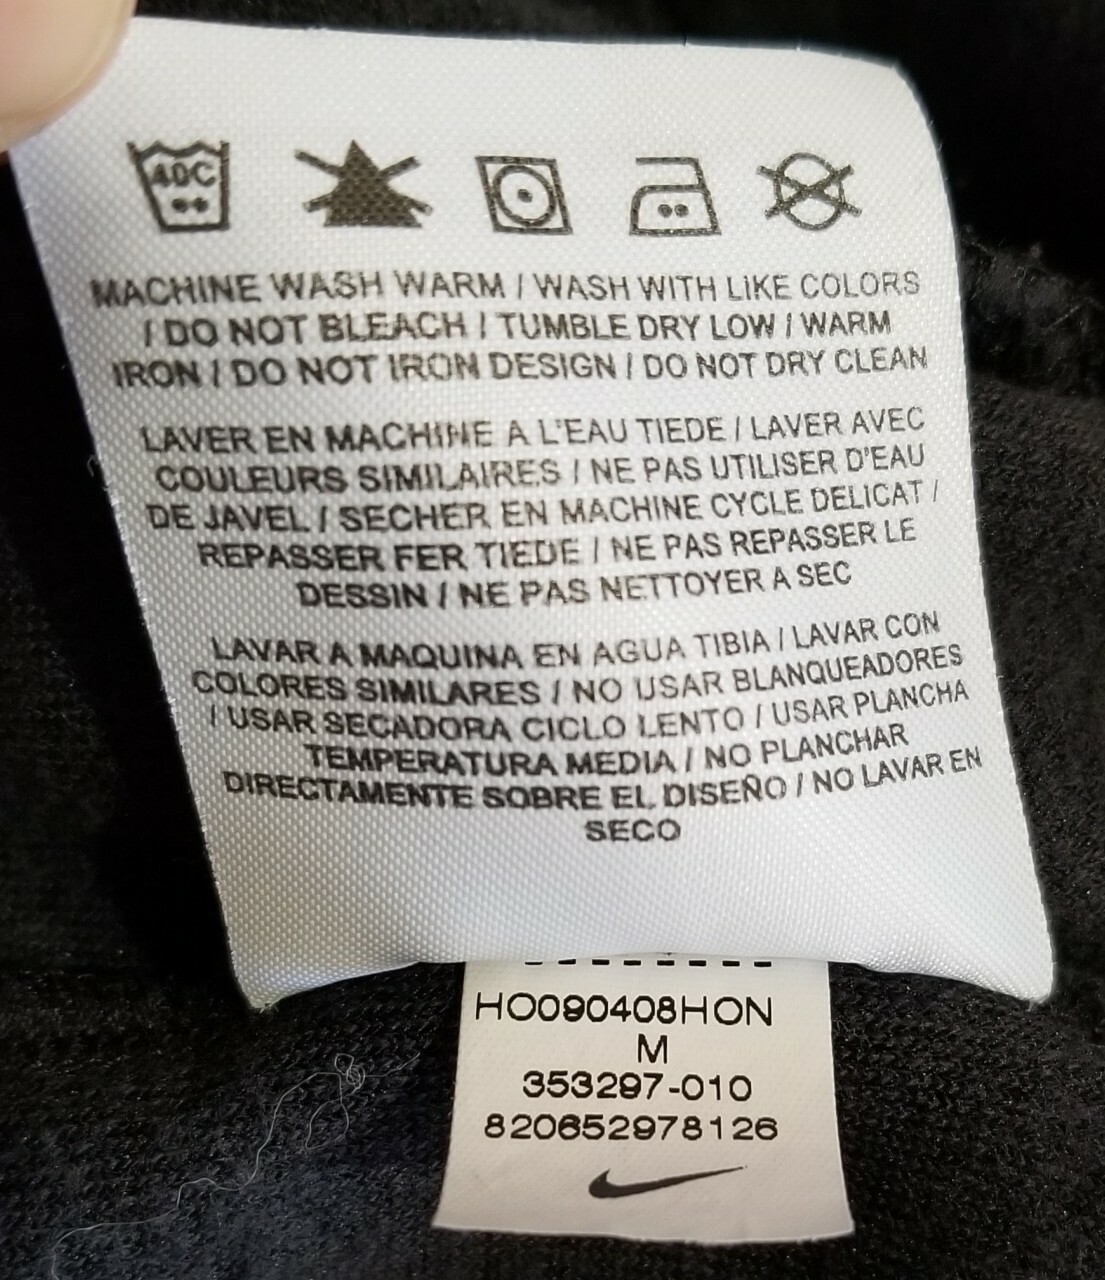 40C
MACHINE WASH WARM / WASH WITH LIKE COLORS
/ DO NOT BLEACH / TUMBLE DRY LOW / WARM
IRON / DO NOT IRON DESIGN / DO NOT DRY CLEAN
LAVER EN MACHINE A L'EAU TIEDE / LAVER AVEC
COULEURS SIMILAIRES / NE PAS UTILISER D'EAU
DE JAVEL / SECHER EN MACHINE CYCLE DELICAT /
REPASSER FER TIEDE / NE PAS REPASSER LE
DESSIN / NE PAS NETTOYER A SEC
LAVAR A MAQUINA EN AGUA TIBIA / LAVAR CON
COLORES SIMILARES / NO USAR BLANQUEADORES
/ USAR SECADORA CICLO LENTO / USAR PLANCHA
TEMPERATURA MEDIA / NO PLANCHAR
DIRECTAMENTE SOBRE EL DISEÑO / NO LAVAR EN
SECO
HO090408HON
M
353297-010
820652978126